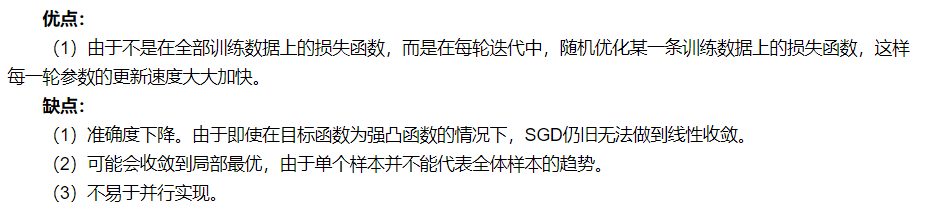 优点：
（1）由于不是在全部训练数据上的损失函数，而是在每轮迭代中，随机优化某一条训练数据上的损失函数，这样
每一轮参数的更新速度大大加快。
缺点：
（1）准确度下降。由于即使在目标函数为强凸函数的情况下，SGD仍旧无法做到线性收敛。
（2）可能会收敛到局部最优，由于单个样本并不能代表全体样本的趋势。
（3）不易于并行实现。